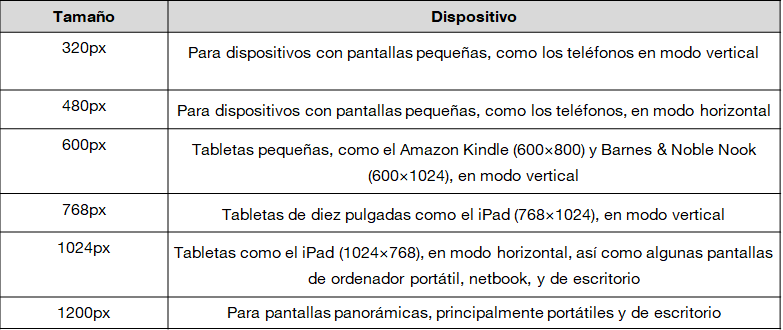 Tamaño Dispositivo
320px Para dispositivos con pantallas pequeñas, como los teléfonos en modo vertical
480px Para dispositivos con pantallas pequeñas, como los teléfonos, en modo horizontal
600px Tabletas pequeñas, como el Amazon Kindle (600×800) y Barnes & Noble Nook
(600×1024), en modo vertical
768px Tabletas de diez pulgadas como el iPad (768×1024), en modo vertical
1024px Tabletas como el iPad (1024×768), en modo horizontal, así como algunas pantallas
de ordenador portátil, netbook, y de escritorio
1200px Para pantallas panorámicas, principalmente portátiles y de escritorio